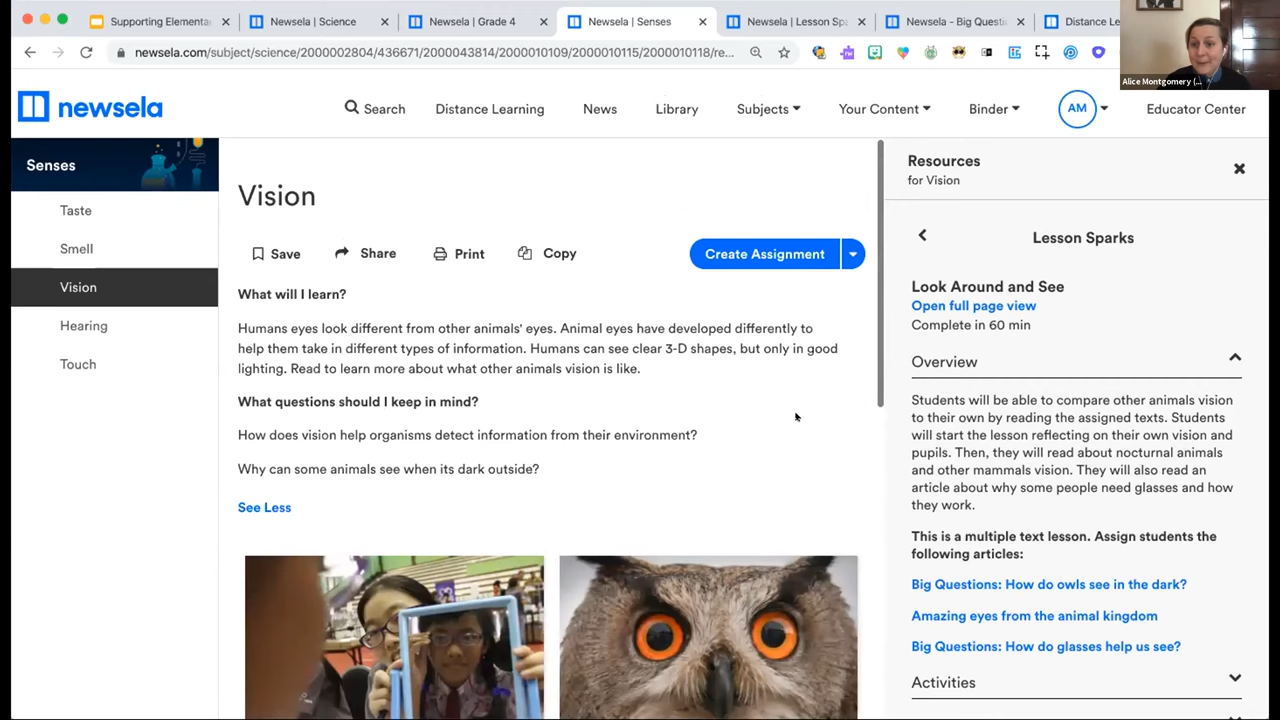 Supporting Elementa
Newsela | Science
Newsela | Grade 4
Newsela | Senses
Newsela | Lesson Sp
Newsela - Big Questi
Distance Le
newsela.com/subject/science/2000002804/436671/2000043814/2000010109/2000010115/2000010118/re...
Alice Montgomery (...
newsela
Search
Distance Learning
News
Library
Subjects
Your Content
Binder
AM
Educator Center
Senses
Taste
Smell
Vision
Hearing
Touch
Vision
Save
Share
Print
Copy
Create Assignment
What will I learn?
Humans eyes look different from other animals' eyes. Animal eyes have developed differently to
help them take in different types of information. Humans can see clear 3-D shapes, but only in good
lighting. Read to learn more about what other animals vision is like.
What questions should I keep in mind?
How does vision help organisms detect information from their environment?
Why can some animals see when its dark outside?
See Less
Resources
for Vision
Lesson Sparks
Look Around and See
Open full page view
Complete in 60 min
Overview
Students will be able to compare other animals vision
to their own by reading the assigned texts. Students
will start the lesson reflecting on their own vision and
pupils. Then, they will read about nocturnal animals
and other mammals vision. They will also read an
article about why some people need glasses and how
they work.
This is a multiple text lesson. Assign students the
following articles:
Big Questions: How do owls see in the dark?
Amazing eyes from the animal kingdom
Big Questions: How do glasses help us see?
Activities